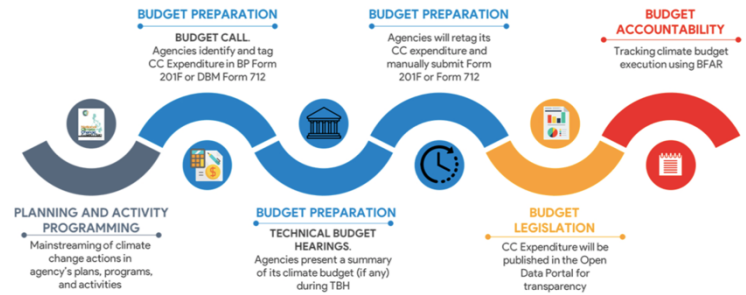 PLANNING AND ACTIVITY
PROGRAMMING
Mainstreaming of climate
change actions in
agency's plans, programs,
and activities
BUDGET PREPARATION
BUDGET CALL.
Agencies identify and tag
CC Expenditure in BP Form
201F or DBM Form 712
BUDGET PREPARATION
TECHNICAL BUDGET
HEARINGS.
Agencies present a summary
of its climate budget (if any)
during TBH
BUDGET PREPARATION
Agencies will retag its
CC expenditure and
manually submit Form
201F or Form 712
BUDGET
LEGISLATION
CC Expenditure will be
published in the Open
Data Portal for
transparency
BUDGET
ACCOUNTABILITY
Tracking climate budget
execution using BFAR